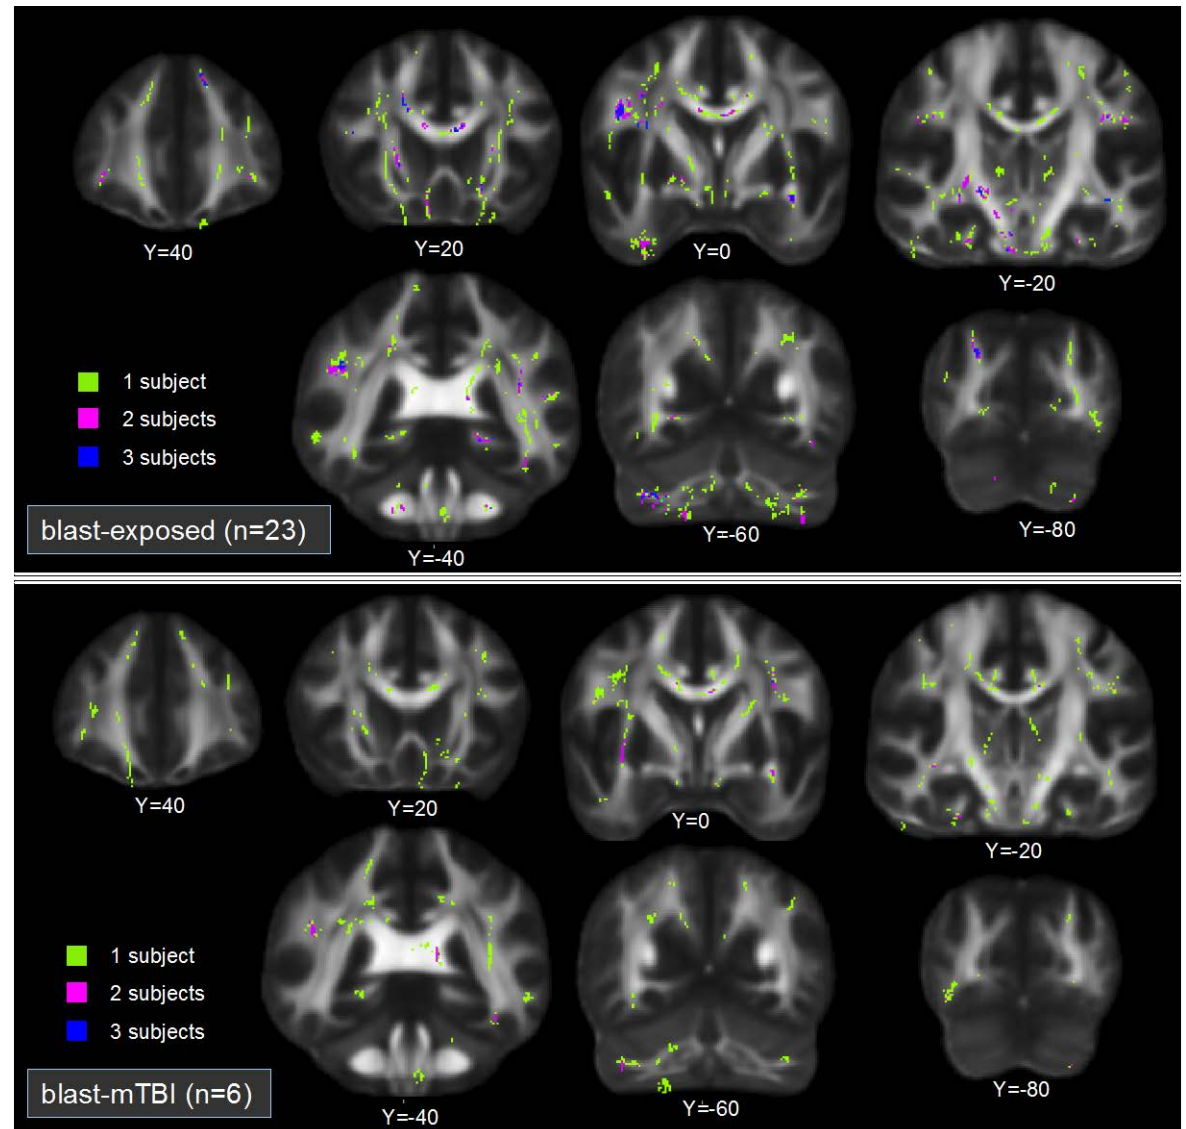 Y=40
Y=20
Y=0
Y=-20
1 subject
2 subjects
3 subjects
blast-exposed (n=23)
Y=-40
Y=-60
Y=-80
Y=40
Y=20
Y=0
Y=-20
1 subject
2 subjects
3 subjects
blast-mTBI (n=6)
Y=-40
Y=-60
Y=-80